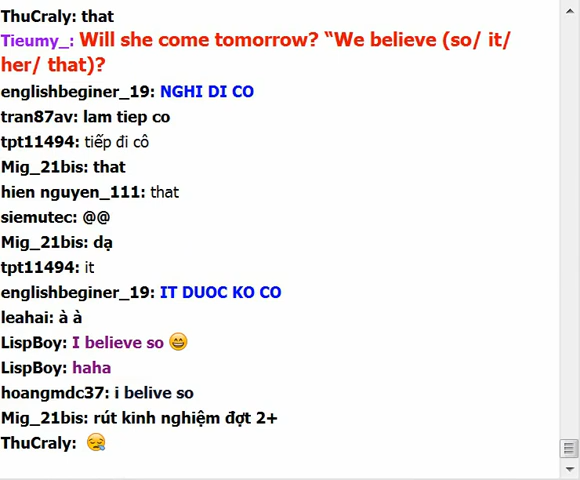 ThuCraly: that
Tieumy_: Will she come tomorrow? “We believe (so/ it/
her/ that)?
englishbeginer_19: NGHI DI CO
tran87av: lam tiep co
tpt11494: tiếp đi cô
Mig_21bis: that
hien nguyen_111: that
siemutec: @@
Mig_21bis: dạ
tpt11494: it
englishbeginer_19: IT DUOC KO CO
leahai: à à
LispBoy: I believe so 😄
LispBoy: haha
hoangmdc37: i belive so
Mig_21bis: rút kinh nghiệm đợt 2+
ThuCraly: 😪